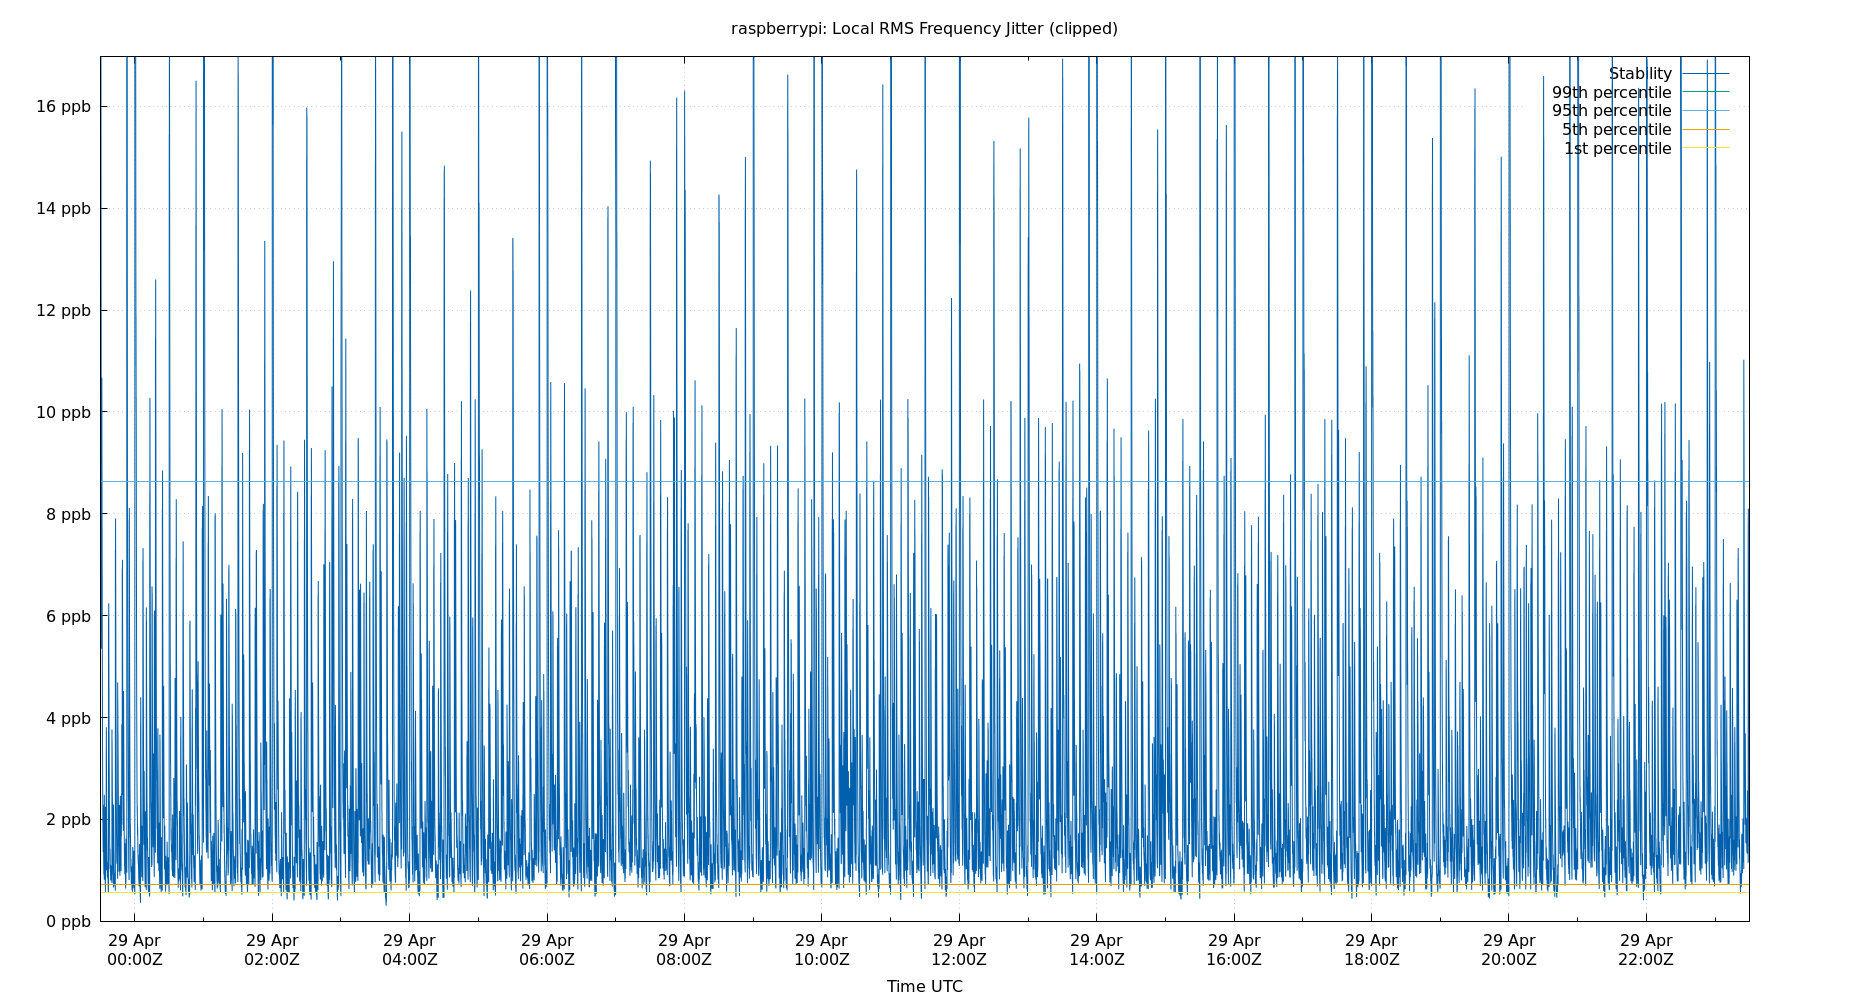 raspberrypi: Local RMS Frequency Jitter (clipped)
Stability
99th percentile
95th percentile
5th percentile
1st percentile
16 ppb
14 ppb
12 ppb
10 ppb
8 ppb
6 ppb
4 ppb
2 ppb
0 ppb
29 Apr 29 Apr 29 Apr 29 Apr 29 Apr 29 Apr 29 Apr 29 Apr 29 Apr 29 Apr 29 Apr 29 Apr
00:00Z 02:00Z 04:00Z 06:00Z 08:00Z 10:00Z 12:00Z 14:00Z 16:00Z 18:00Z 20:00Z 22:00Z
Time UTC